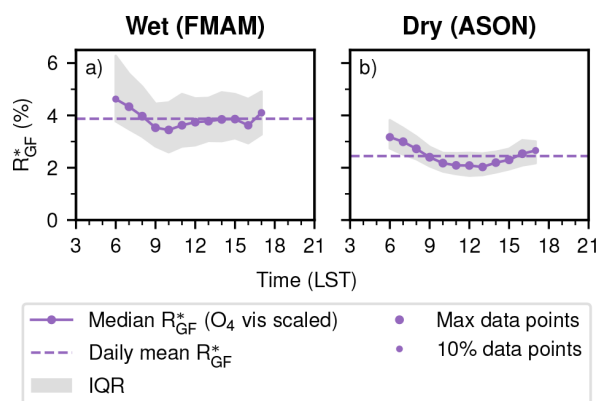 Wet (FMAM) Dry (ASON)
a) b)
R*GF (%)
6
4
2
0
3 6 9 12 15 18 21 3 6 9 12 15 18 21
Time (LST)
Median R*GF (O4 vis scaled) Max data points
Daily mean R*GF 10% data points
IQR